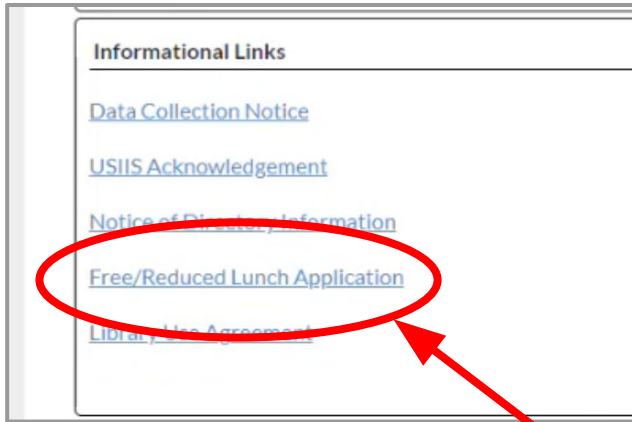 Informational Links
Data Collection Notice
USIIS Acknowledgement
Notice of Directory Information
Free/Reduced Lunch Application
Library Use Agreement